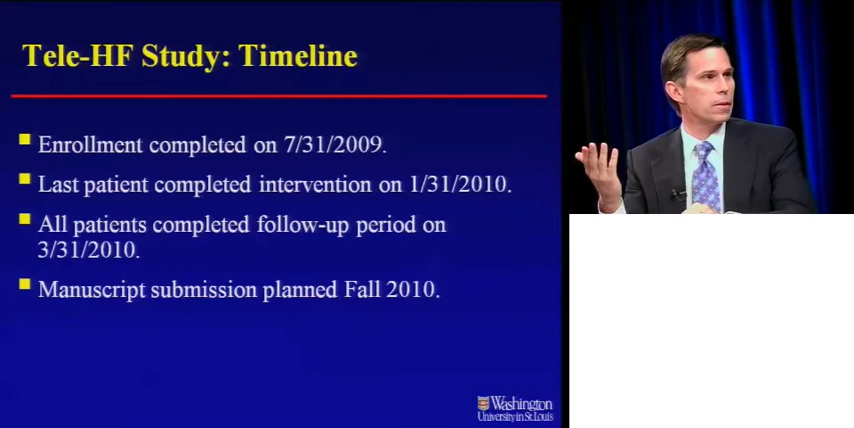 Tele-HF Study: Timeline
Enrollment completed on 7/31/2009.
Last patient completed intervention on 1/31/2010.
All patients completed follow-up period on
3/31/2010.
Manuscript submission planned Fall 2010.
Washington
University in St. Louis